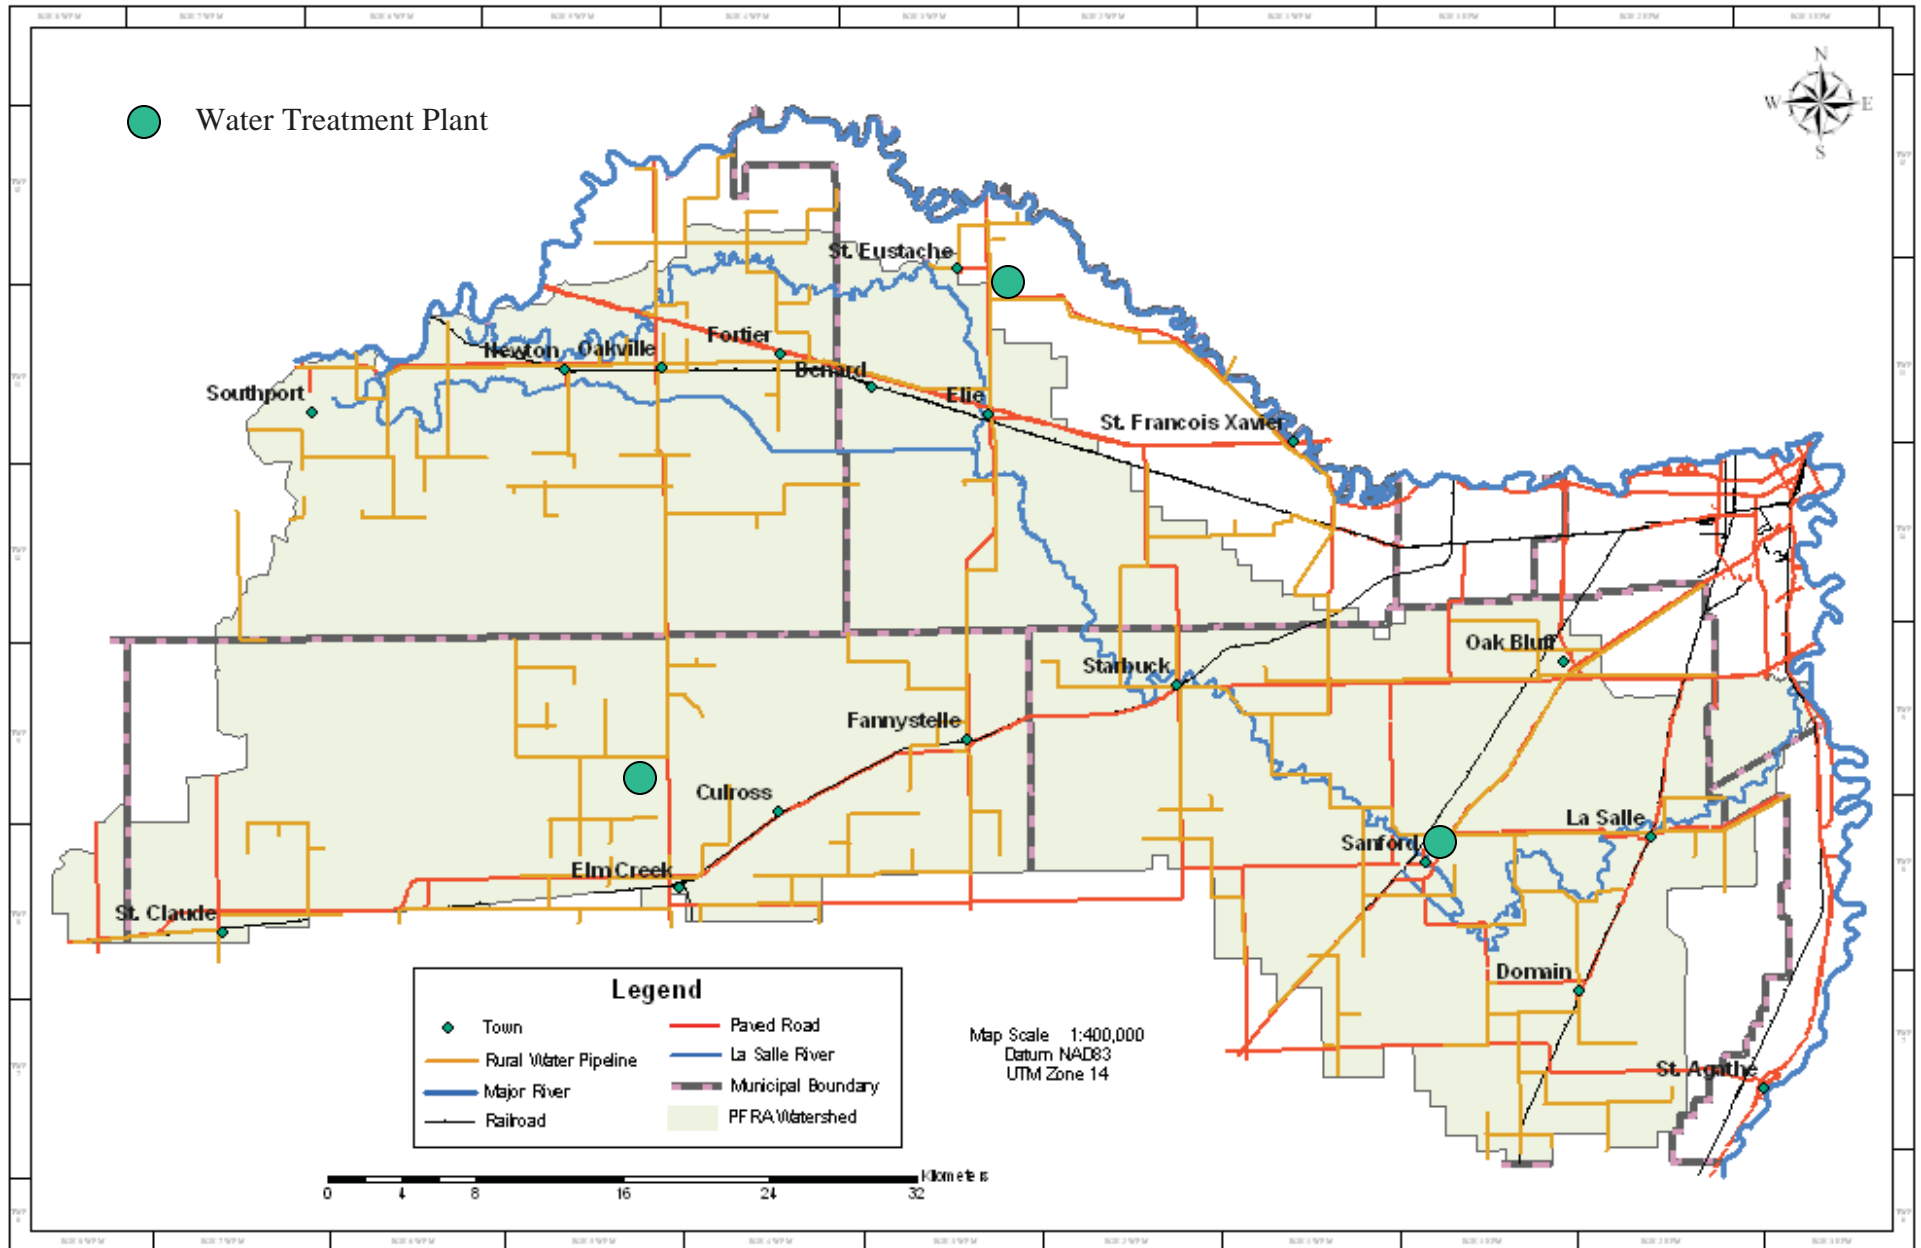 N
W E
S
Water Treatment Plant
St. Eustache
Fortier
Newton Oakville
Benard
Southport
Elie
St. Francois Xavier
Oak Bluff
Starbuck
Fannystelle
Culross
La Salle
Sanford
Elm Creek
St. Claude
Domain
St. Agathe
Legend
Town
Rural Water Pipeline
Major River
Railroad
Paved Road
La Salle River
Municipal Boundary
PFRA Watershed
Map Scale 1:400,000
Datum NAD83
UTM Zone 14
Kilometers
0 4 8 16 24 32